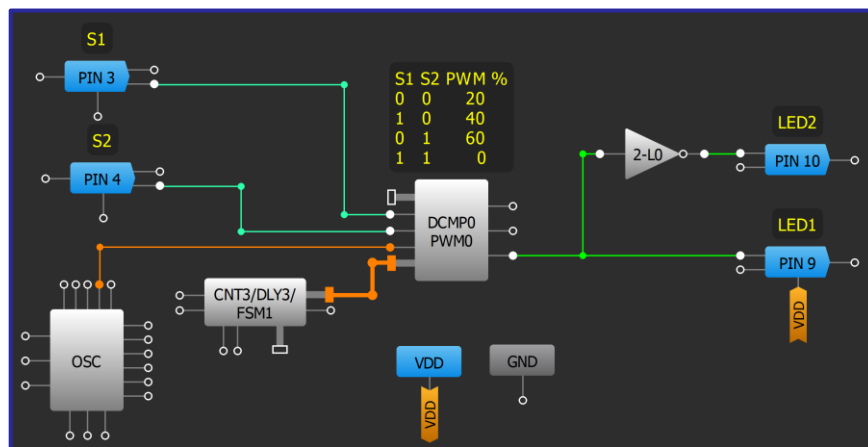 S1
PIN 3
S2
PIN 4
S1 S2 PWM %
0 0 20
1 0 40
0 1 60
1 1 0
DCMP0
PWM0
2-L0
LED2
PIN 10
LED1
PIN 9
VDD
CNT3/DLY3/
FSM1
OSC
VDD
VDD
GND